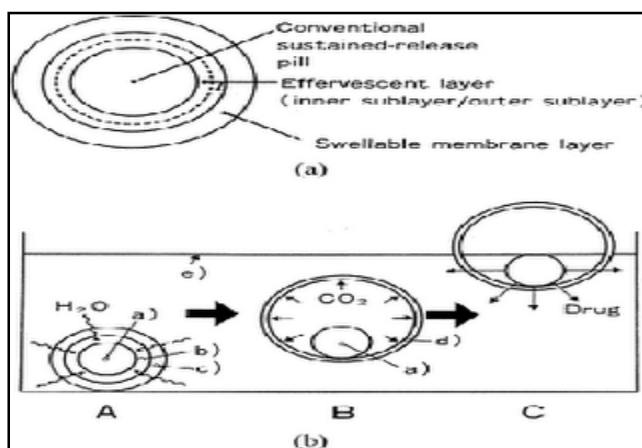 Conventional
sustained-release
pill
Effervescent layer
(inner sublayer/outer sublayer)
Swellable membrane layer
(a)
e)
H₂O
a)
b)
c)
CO₂
d)
a)
Drug
A
B
C
(b)